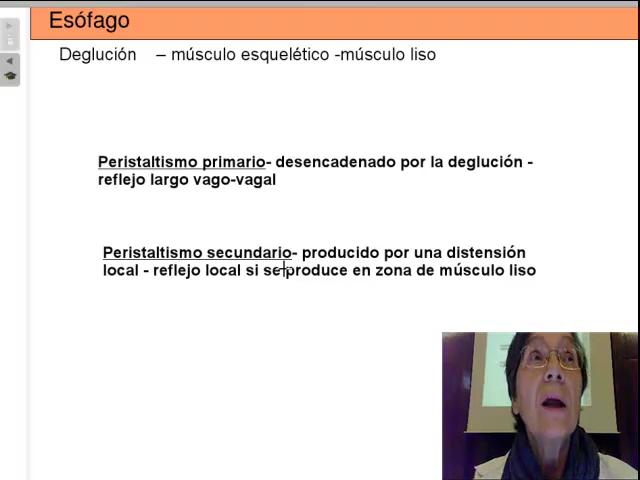 Esófago
Deglución – músculo esquelético -músculo liso
Peristaltismo primario- desencadenado por la deglución -
reflejo largo vago-vagal
Peristaltismo secundario- producido por una distensión
local - reflejo local si se produce en zona de músculo liso